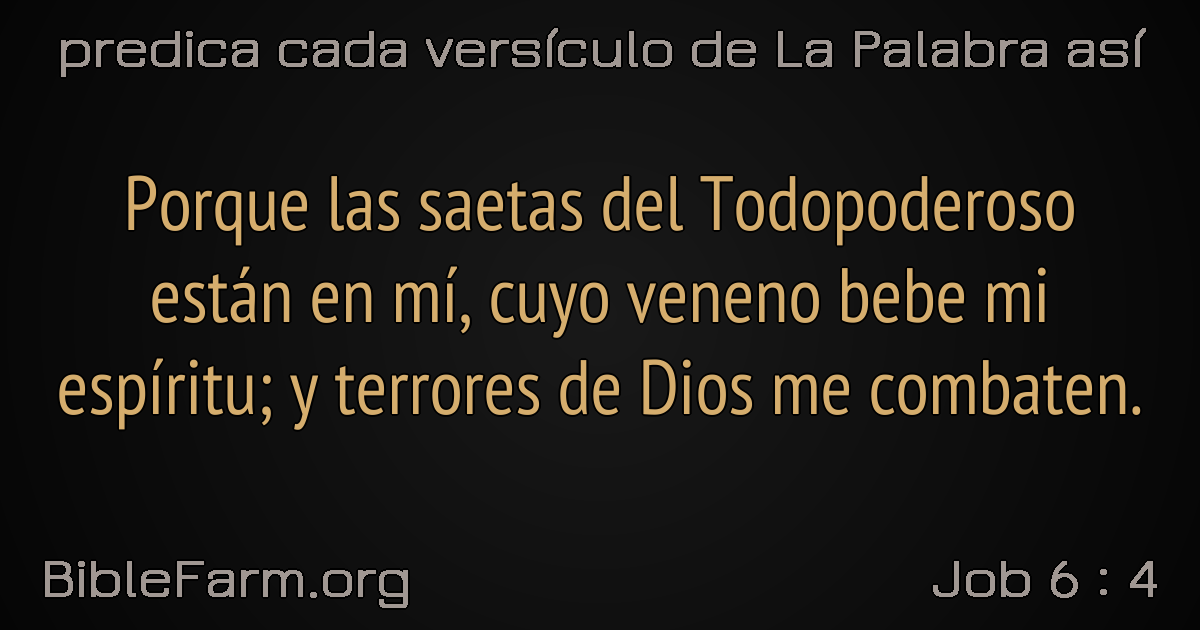 predica cada versículo de La Palabra así
Porque las saetas del Todopoderoso
están en mí, cuyo veneno bebe mi
espíritu; y terrores de Dios me combaten.
BibleFarm.org
Job 6 : 4